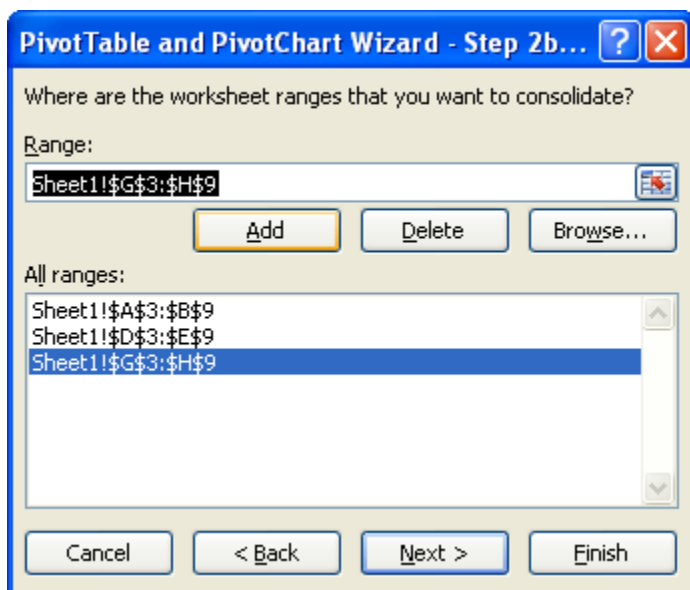 PivotTable and PivotChart Wizard - Step 2b... ?
Where are the worksheet ranges that you want to consolidate?
Range:
Sheet1!$G$3:$H$9
Add Delete Browse...
All ranges:
Sheet1!$A$3:$B$9
Sheet1!$D$3:$E$9
Sheet1!$G$3:$H$9
Cancel < Back Next > Finish